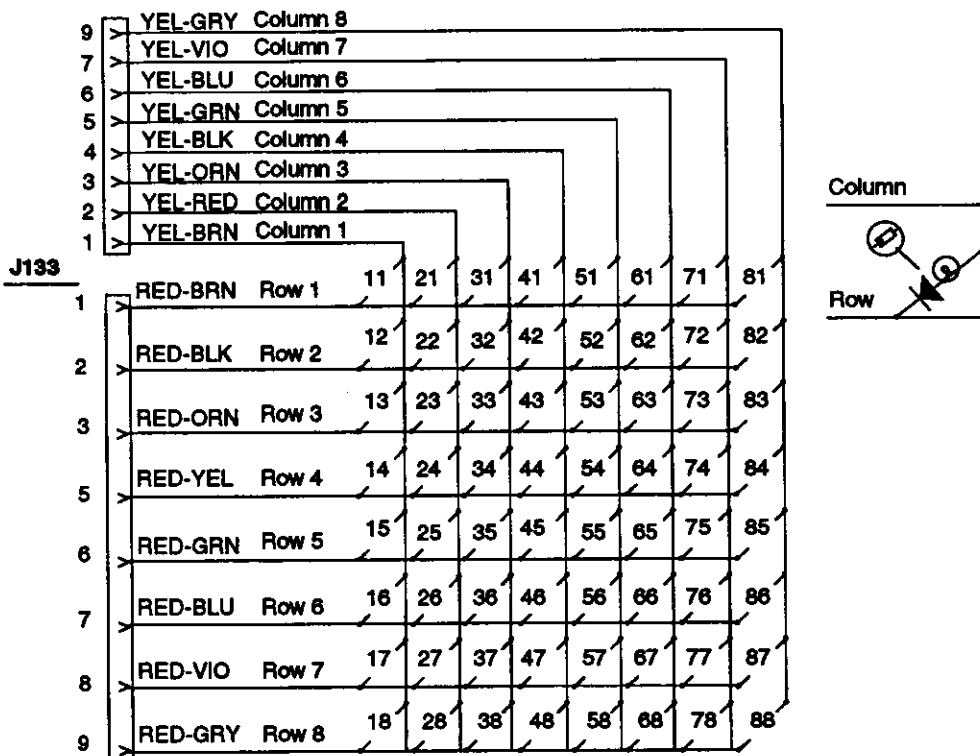 9 YEL-GRY Column 8
7 YEL-VIO Column 7
6 YEL-BLU Column 6
5 YEL-GRN Column 5
4 YEL-BLK Column 4
3 YEL-ORN Column 3
2 YEL-RED Column 2
1 YEL-BRN Column 1
Column
Row
J133
1 RED-BRN Row 1 11 21 31 41 51 61 71 81
2 RED-BLK Row 2 12 22 32 42 52 62 72 82
3 RED-ORN Row 3 13 23 33 43 53 63 73 83
5 RED-YEL Row 4 14 24 34 44 54 64 74 84
6 RED-GRN Row 5 15 25 35 45 55 65 75 85
7 RED-BLU Row 6 16 26 36 46 56 66 76 86
8 RED-VIO Row 7 17 27 37 47 57 67 77 87
9 RED-GRY Row 8 18 28 38 48 58 68 78 88